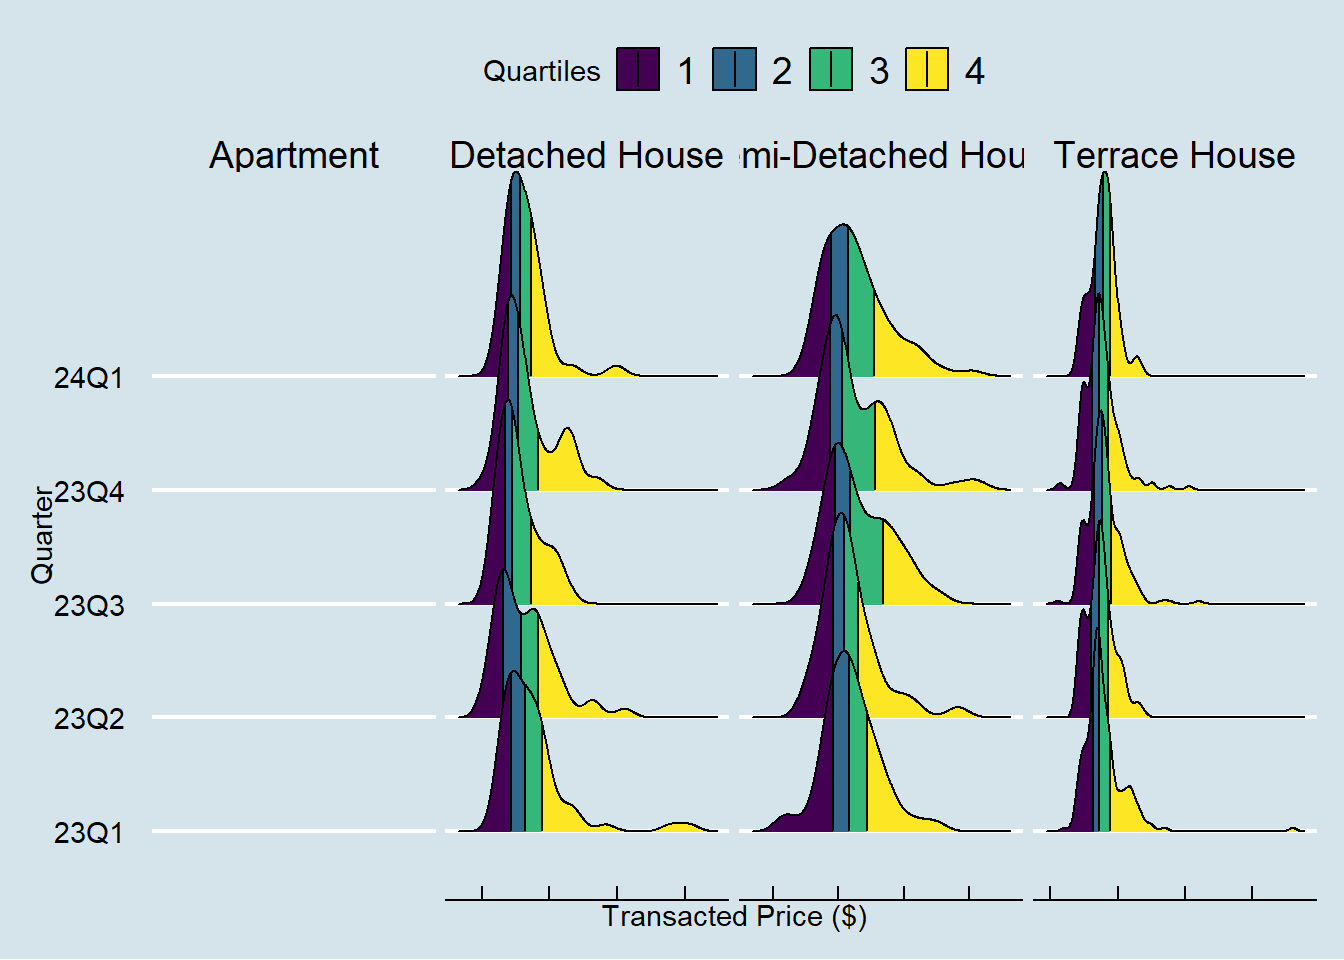 Quartiles 1 2 3 4
Apartment Detached House emi-Detached Hou Terrace House
24Q1
23Q4
23Q3
23Q2
23Q1
Quarter
Transacted Price ($)